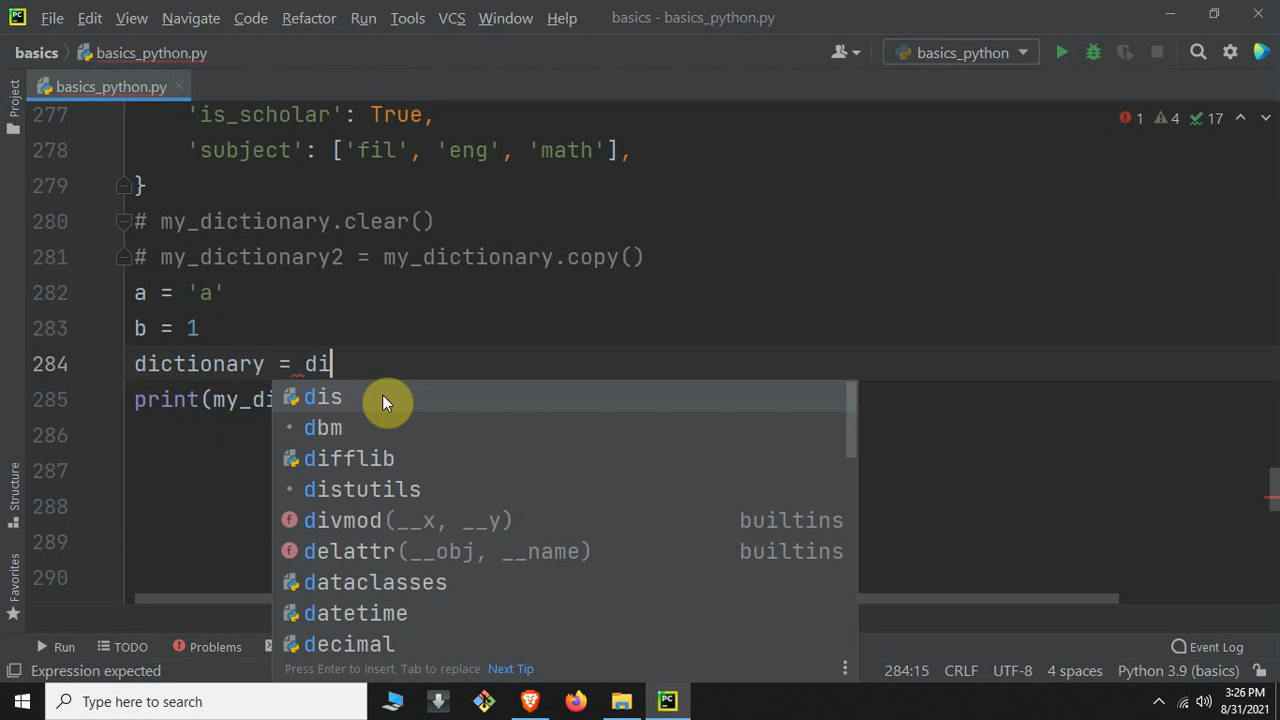 File Edit View Navigate Code Refactor Run Tools VCS Window Help basics - basics_python.py
basics basics_python.py basics_python
basics_python.py
Project
277 'is_scholar': True,
1 4 17
278 'subject': ['fil', 'eng', 'math'],
279 }
280 # my_dictionary.clear()
281 # my_dictionary2 = my_dictionary.copy()
282 a = 'a'
283 b = 1
284 dictionary = di
285 print(my_di
dis
286
dbm
287
difflib
288
distutils
289
divmod(__x, __y) builtins
delattr(__obj, __name) builtins
290
dataclasses
datetime
decimal
Press Enter to insert, Tab to replace Next Tip
Structure
Favorites
Run TODO Problems Event Log
Expression expected 284:15 CRLF UTF-8 4 spaces Python 3.9 (basics)
Type here to search
3:26 PM
8/31/2021